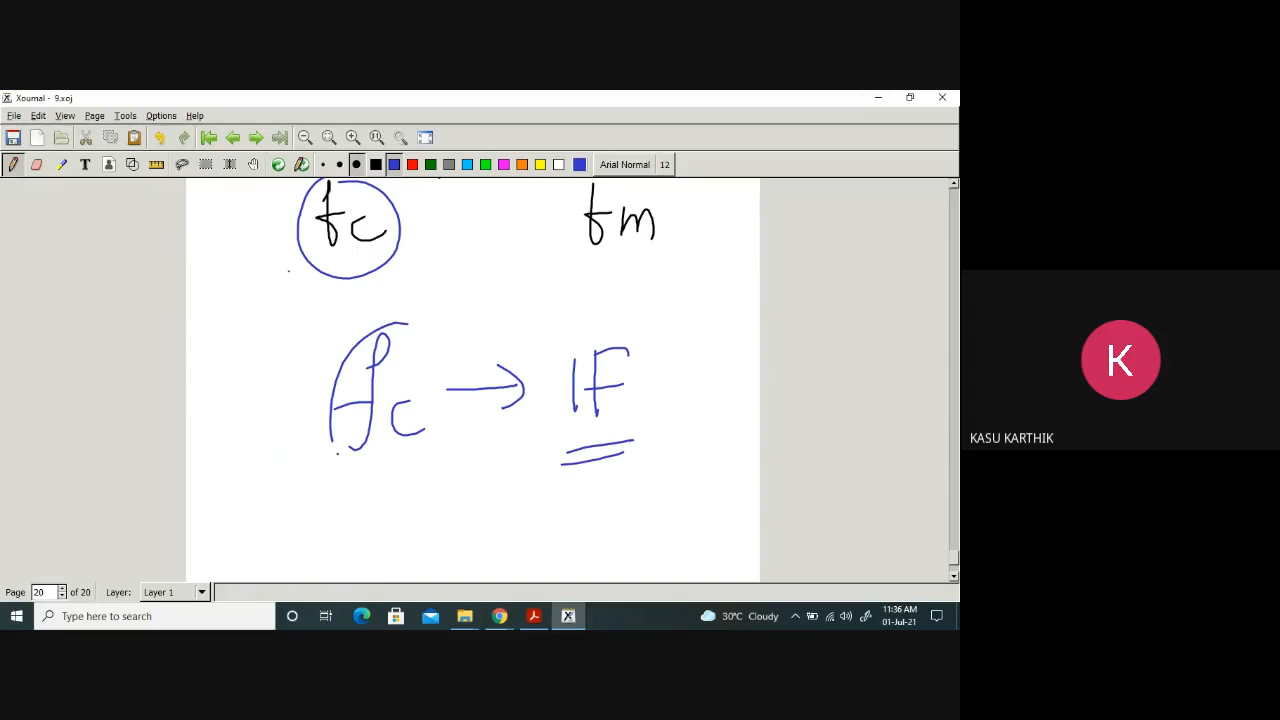 Xournal - 9.xoj
File Edit View Page Tools Options Help
Arial Normal 12
fc fm
fc → IF
K
KASU KARTHIK
Page 20 of 20 Layer: Layer 1
Type here to search
30°C Cloudy
11:36 AM
01-Jul-21